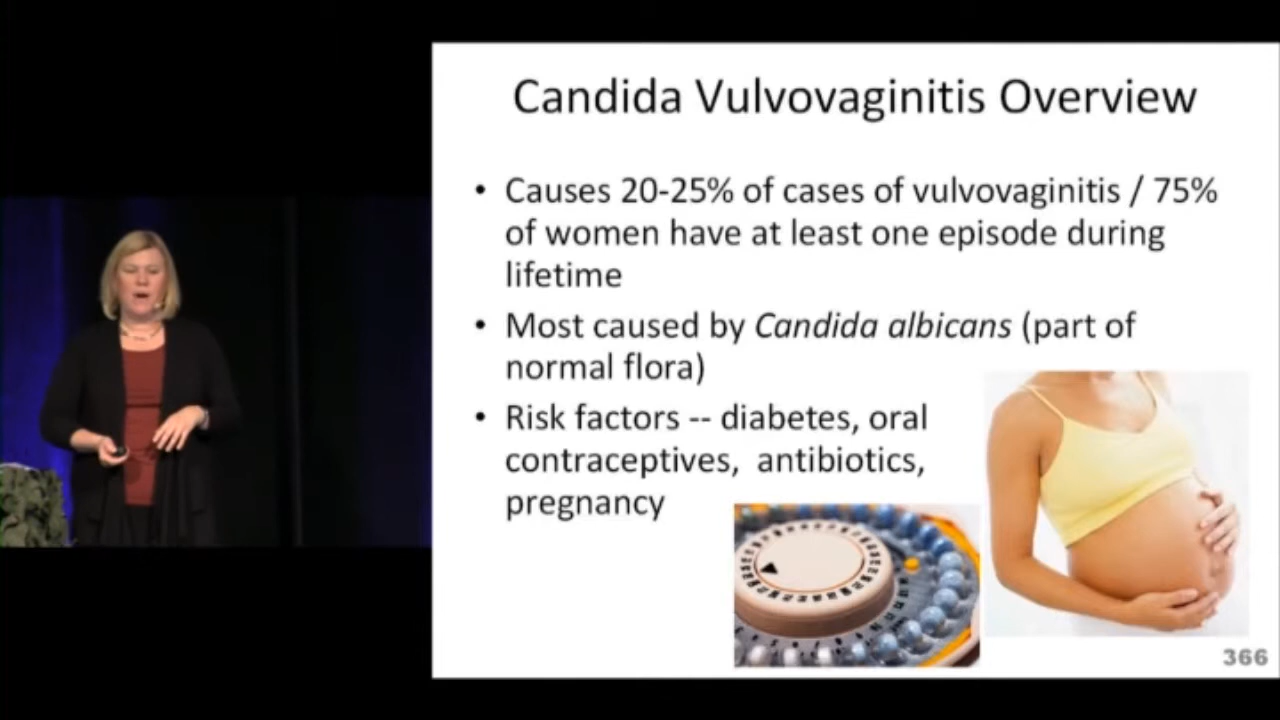 Candida Vulvovaginitis Overview
• Causes 20-25% of cases of vulvovaginitis / 75%
of women have at least one episode during
lifetime
• Most caused by Candida albicans (part of
normal flora)
• Risk factors -- diabetes, oral
contraceptives, antibiotics,
pregnancy
366